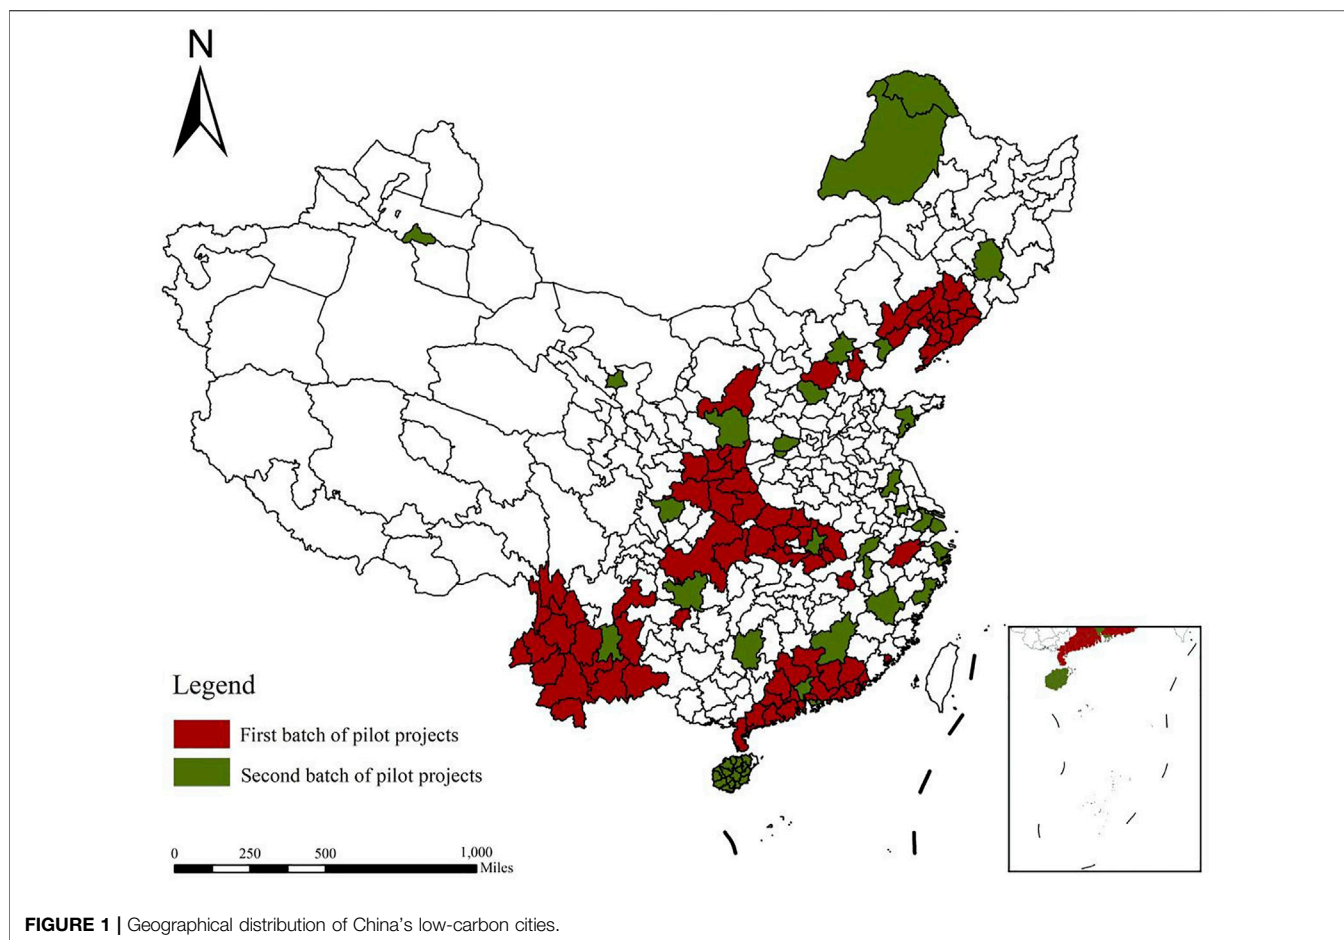 N
Legend
First batch of pilot projects
Second batch of pilot projects
0 250 500 1,000
Miles
FIGURE 1 | Geographical distribution of China's low-carbon cities.